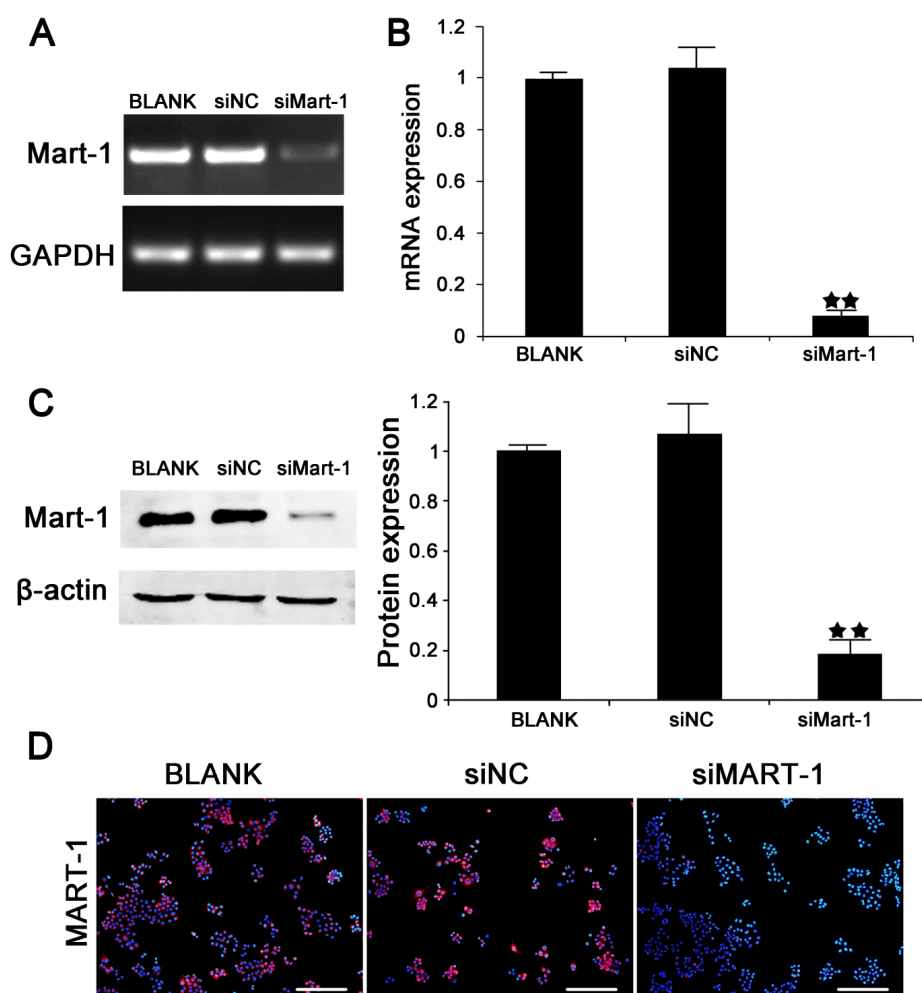 A
BLANK siNC siMart-1
Mart-1
GAPDH
B
mRNA expression
1.2
1
0.8
0.6
0.4
0.2
0
BLANK siNC siMart-1
C
BLANK siNC siMart-1
Mart-1
β-actin
Protein expression
1.2
1
0.8
0.6
0.4
0.2
0
BLANK siNC siMart-1
D
BLANK siNC siMART-1
MART-1